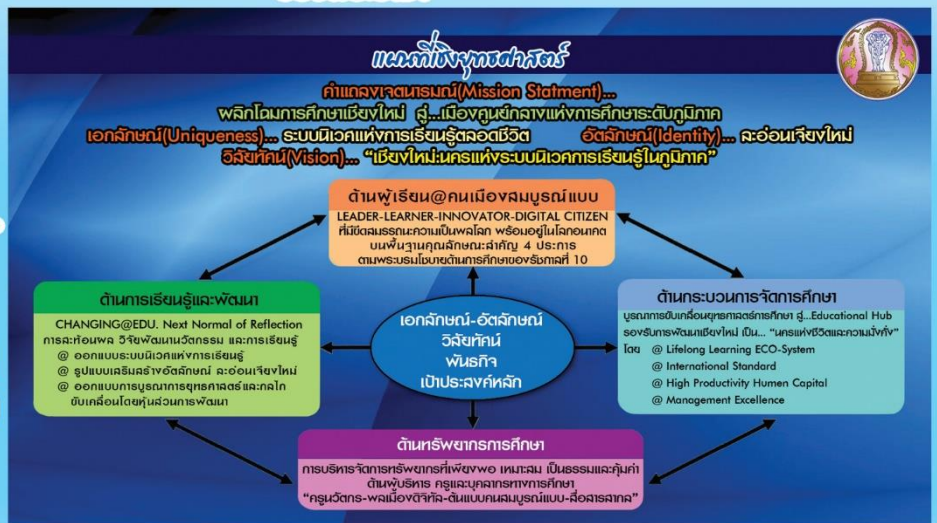 แผนที่เชิงยุทธศาสตร์
คำแถลงเจตนารมณ์(Mission Statment)...
พลิกโฉมการศึกษาเชียงใหม่ สู่...เมืองศูนย์กลางแห่งการศึกษาระดับภูมิภาค
เอกลักษณ์(Uniqueness)... ระบบนิเวศแห่งการเรียนรู้ตลอดชีวิต อัตลักษณ์(Identity)... ละอ่อนเจียงใหม่
วิสัยทัศน์(Vision)... “เชียงใหม่:นครแห่งระบบนิเวศการเรียนรู้ในภูมิภาค”
ด้านผู้เรียน@คนเมืองสมบูรณ์แบบ
LEADER-LEARNER-INNOVATOR-DIGITAL CITIZEN
ที่มีขีดสมรรถนะความเป็นพลโลก พร้อมอยู่ในโลกอนาคต
บนพื้นฐานคุณลักษณะสำคัญ 4 ประการ
ตามพระบรมโชบายด้านการศึกษาของรัชกาลที่ 10
ด้านการเรียนรู้และพัฒนา
CHANGING@EDU. Next Normal of Reflection
การสะท้อนผล วิจัยพัฒนานวัตกรรม และการเรียนรู้
@ ออกแบบระบบนิเวศแห่งการเรียนรู้
@ รูปแบบเสริมสร้างอัตลักษณ์ ละอ่อนเจียงใหม่
@ ออกแบบการบูรณาการยุทธศาสตร์และกลไก
ขับเคลื่อนโดยหุ้นส่วนการพัฒนา
เอกลักษณ์-อัตลักษณ์
วิสัยทัศน์
พันธกิจ
เป้าประสงค์หลัก
ด้านกระบวนการจัดการศึกษา
บูรณาการขับเคลื่อนยุทธศาสตร์การศึกษา สู่...Educational Hub
รองรับการพัฒนาเชียงใหม่ เป็น... “นครแห่งชีวิตและความมั่งคั่ง”
โดย @ Lifelong Learning ECO-System
@ International Standard
@ High Productivity Humen Capital
@ Management Excellence
ด้านทรัพยากรการศึกษา
การบริหารจัดการทรัพยากรที่เพียงพอ เหมาะสม เป็นธรรมและคุ้มค่า
ด้านผู้บริหาร ครูและบุคลากรทางการศึกษา
“ครูนวัตกร-พลเมืองดิจิทัล-ต้นแบบคนสมบูรณ์แบบ-สื่อสารสากล”